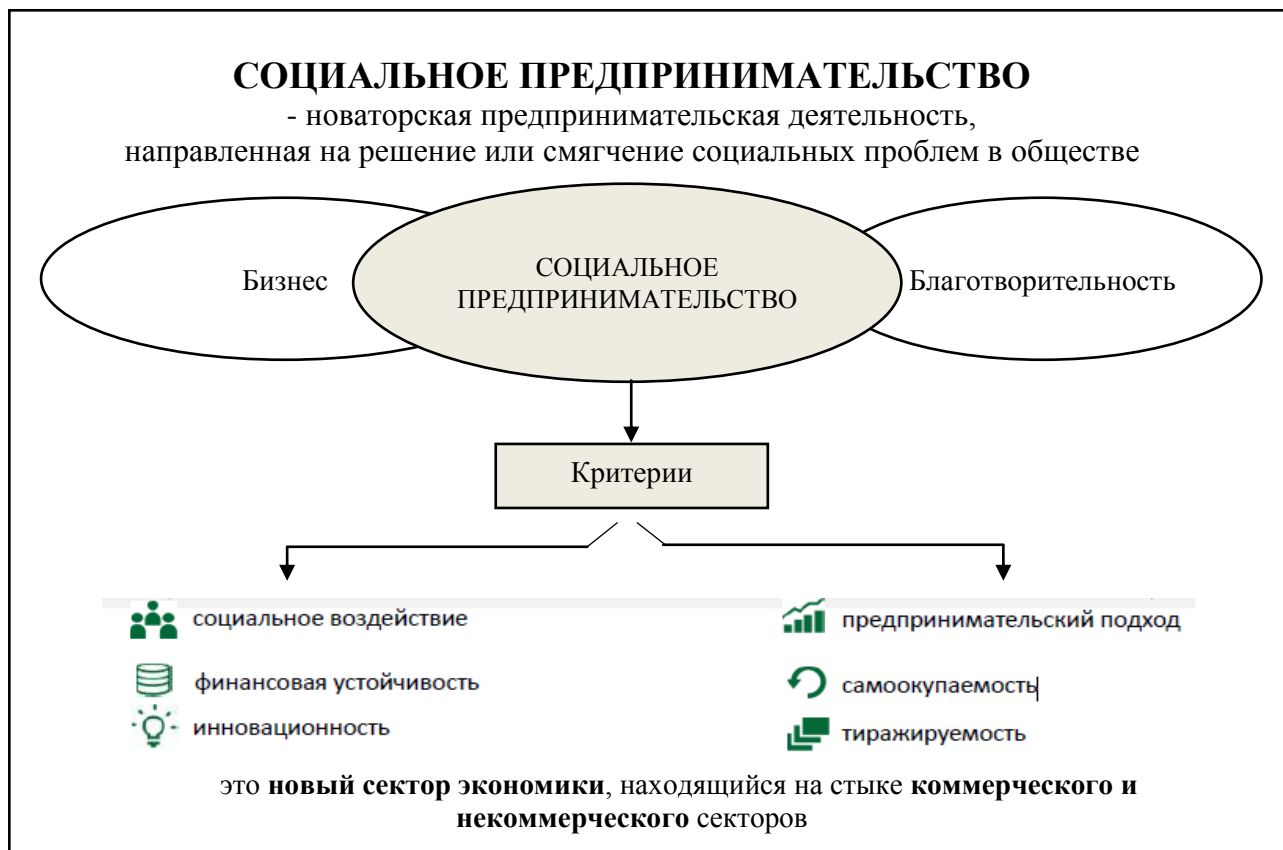 СОЦИАЛЬНОЕ ПРЕДПРИНИМАТЕЛЬСТВО
- новаторская предпринимательская деятельность,
направленная на решение или смягчение социальных проблем в обществе
Бизнес
СОЦИАЛЬНОЕ
ПРЕДПРИНИМАТЕЛЬСТВО
Благотворительность
Критерии
социальное воздействие
финансовая устойчивость
инновационность
предпринимательский подход
самоокупаемость
тиражируемость
это новый сектор экономики, находящийся на стыке коммерческого и
некоммерческого секторов